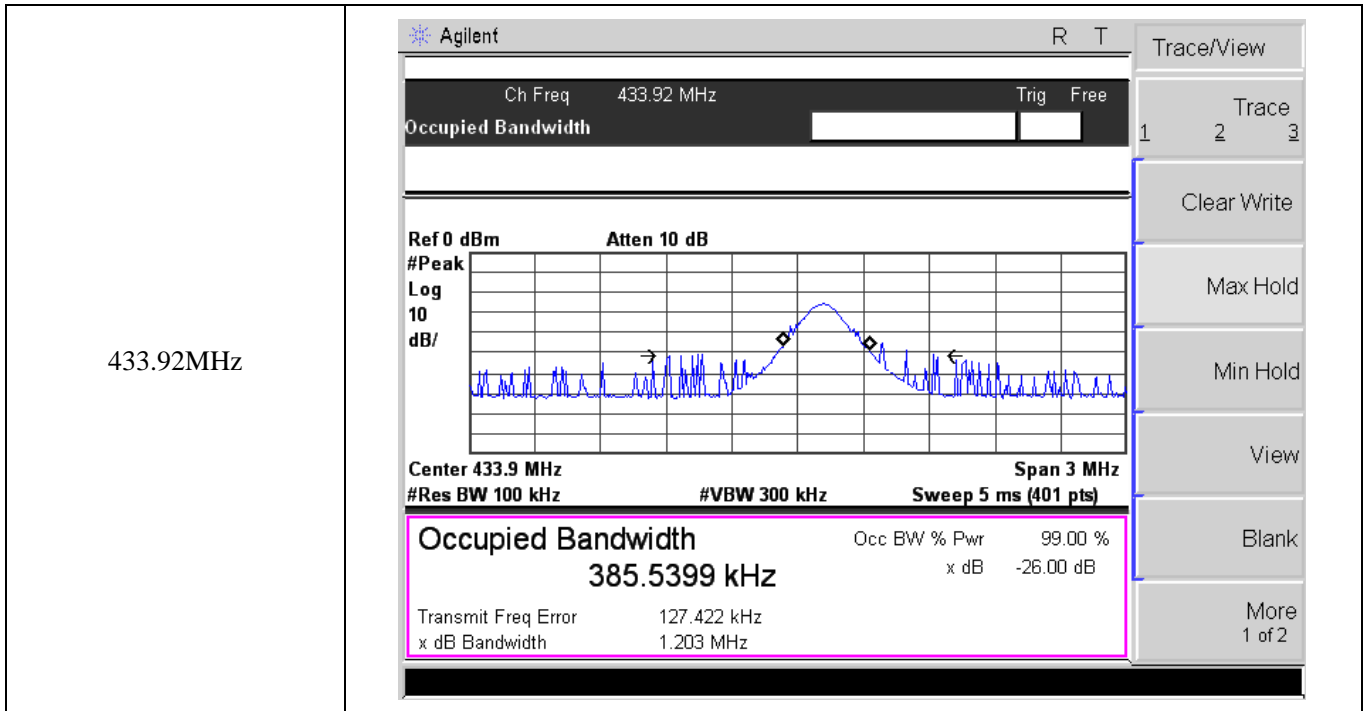 433.92MHz
Agilent R T
Ch Freq 433.92 MHz Trig Free
Occupied Bandwidth
Ref 0 dBm Atten 10 dB
#Peak
Log
10
dB/
Center 433.9 MHz Span 3 MHz
#Res BW 100 kHz #VBW 300 kHz Sweep 5 ms (401 pts)
Occupied Bandwidth
385.5399 kHz
Occ BW % Pwr 99.00 %
x dB -26.00 dB
Transmit Freq Error 127.422 kHz
x dB Bandwidth 1.203 MHz
Trace/View
Trace
1 2 3
Clear Write
Max Hold
Min Hold
View
Blank
More
1 of 2